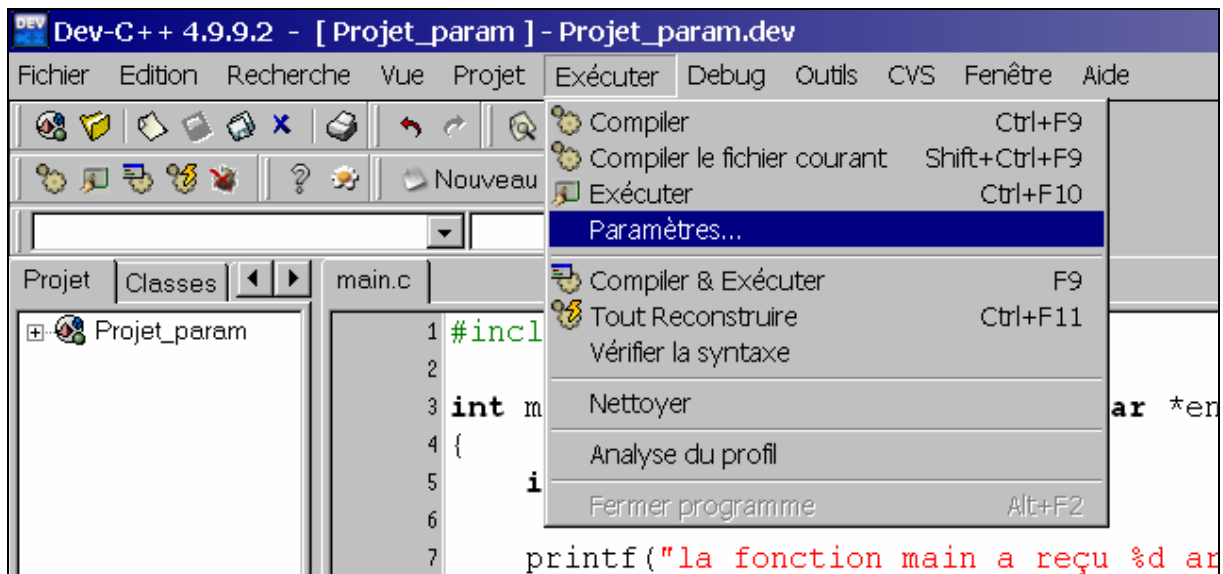 Dev-C++ 4.9.9.2 - [ Projet_param ] - Projet_param.dev
Fichier Edition Recherche Vue Projet Exécuter Debug Outils CVS Fenêtre Aide
Compiler Ctrl+F9
Compiler le fichier courant Shift+Ctrl+F9
Nouveau
Exécuter Ctrl+F10
Paramètres...
Projet Classes main.c
Compiler & Exécuter F9
Projet_param
Tout Reconstruire Ctrl+F11
Vérifier la syntaxe
Nettoyer
Analyse du profil
Fermer programme Alt+F2
1 #incl
2
3 int m ar *en
4 {
5 i
6
7 printf("la fonction main a reçu %d ar